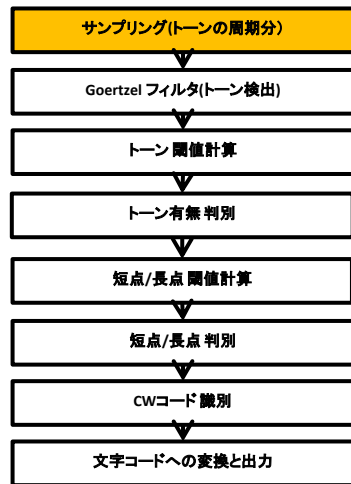 サンプリング(トーンの周期分)
Goertzel フィルタ(トーン検出)
トーン 閾値計算
トーン有無 判別
短点/長点 閾値計算
短点/長点 判別
CWコード 識別
文字コードへの変換と出力